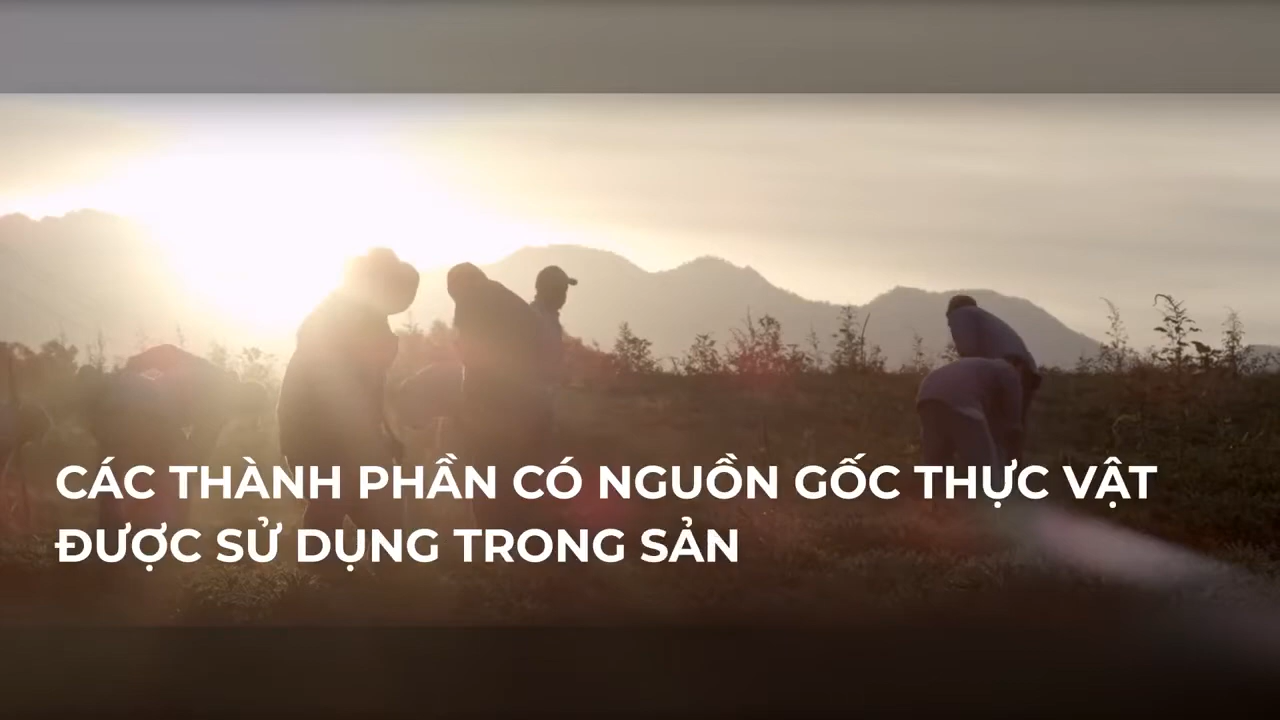 CÁC THÀNH PHẦN CÓ NGUỒN GỐC THỰC VẬT
ĐƯỢC SỬ DỤNG TRONG SẢN